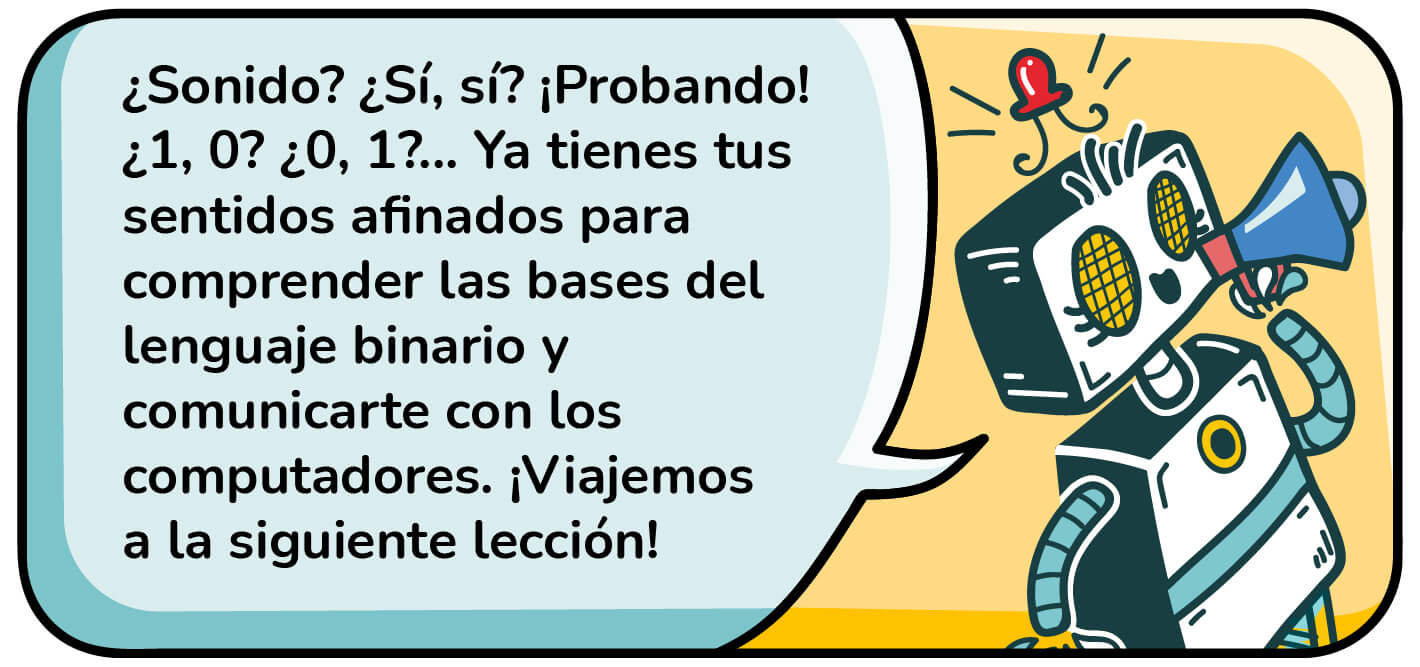 ¿Sonido? ¿Sí, sí? ¡Probando!
¿1, 0? ¿0, 1?... Ya tienes tus
sentidos afinados para
comprender las bases del
lenguaje binario y
comunicarte con los
computadores. ¡Viajemos
a la siguiente lección!